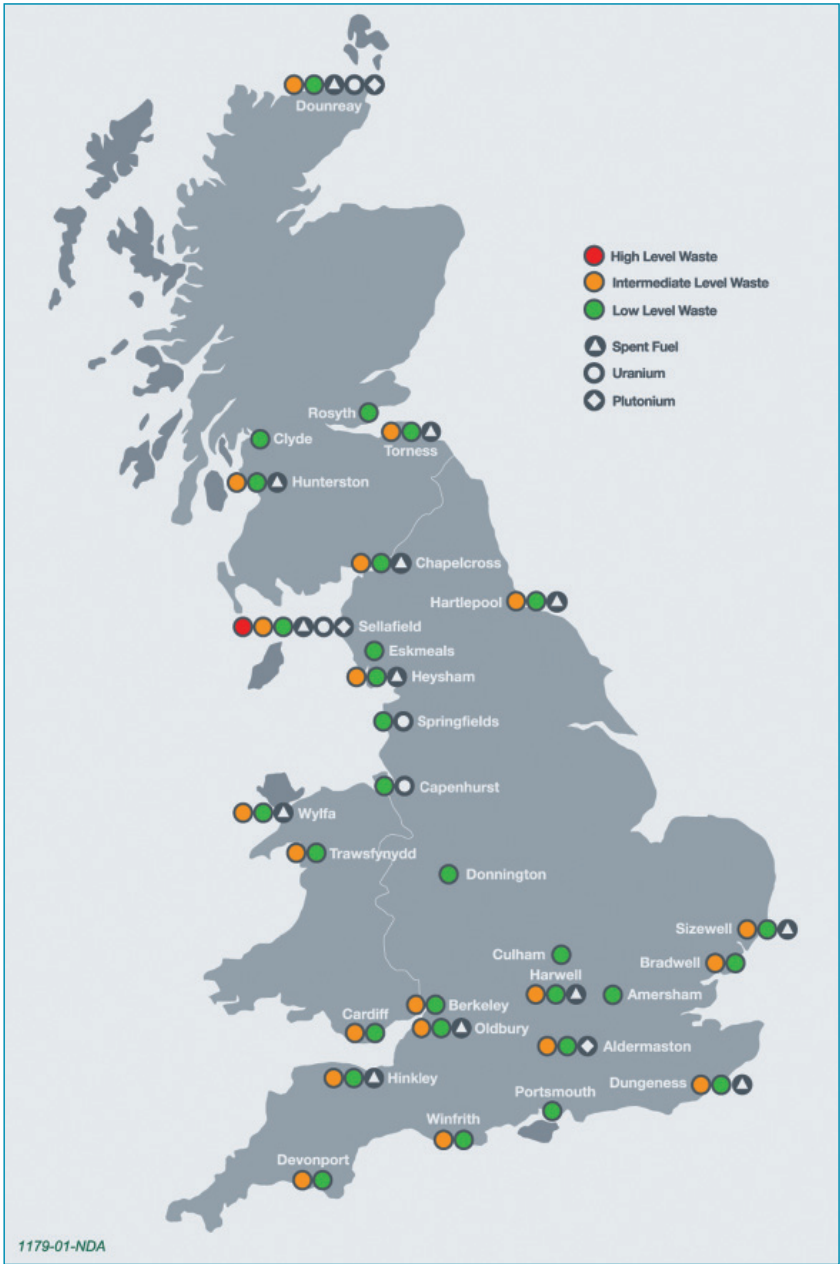 Dounreay
High Level Waste
Intermediate Level Waste
Low Level Waste
Spent Fuel
Uranium
Plutonium
Rosyth
Clyde
Torness
Hunterston
Chapelcross
Hartlepool
Sellafield
Eskmeals
Heysham
Springfields
Capenhurst
Wylfa
Trawsfynydd
Donnington
Sizewell
Culham
Bradwell
Harwell
Amersham
Berkeley
Cardiff
Oldbury
Aldermaston
Hinkley
Dungeness
Portsmouth
Winfrith
Devonport
1179-01-NDA